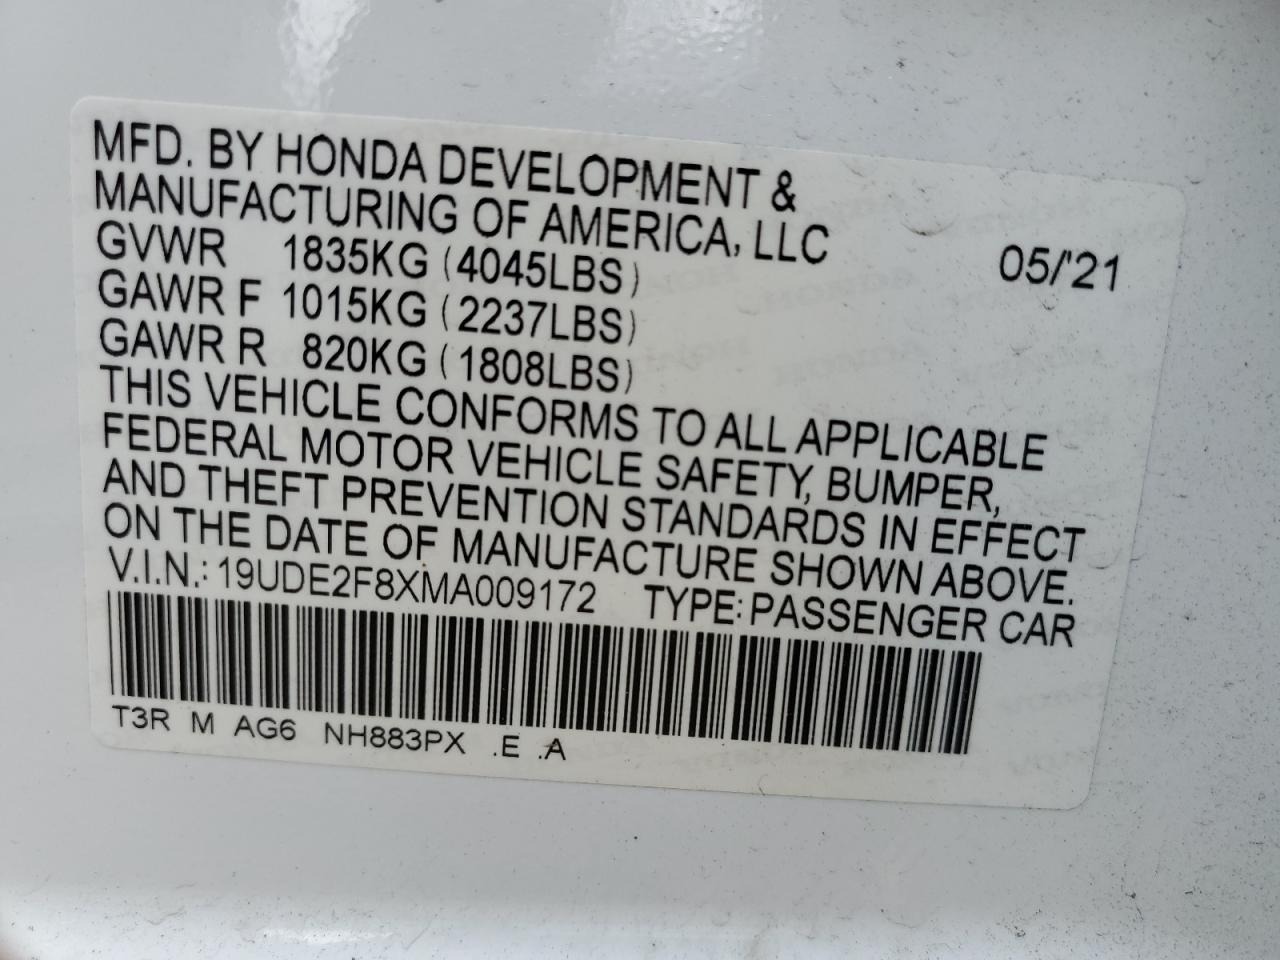 MFD. BY HONDA DEVELOPMENT &
MANUFACTURING OF AMERICA, LLC 05/'21
GVWR 1835KG (4045LBS)
GAWR F 1015KG (2237LBS)
GAWR R 820KG (1808LBS)
THIS VEHICLE CONFORMS TO ALL APPLICABLE
FEDERAL MOTOR VEHICLE SAFETY, BUMPER,
AND THEFT PREVENTION STANDARDS IN EFFECT
ON THE DATE OF MANUFACTURE SHOWN ABOVE.
V.I.N.: 19UDE2F8XMA009172 TYPE: PASSENGER CAR
T3R M AG6 NH883PX .E .A